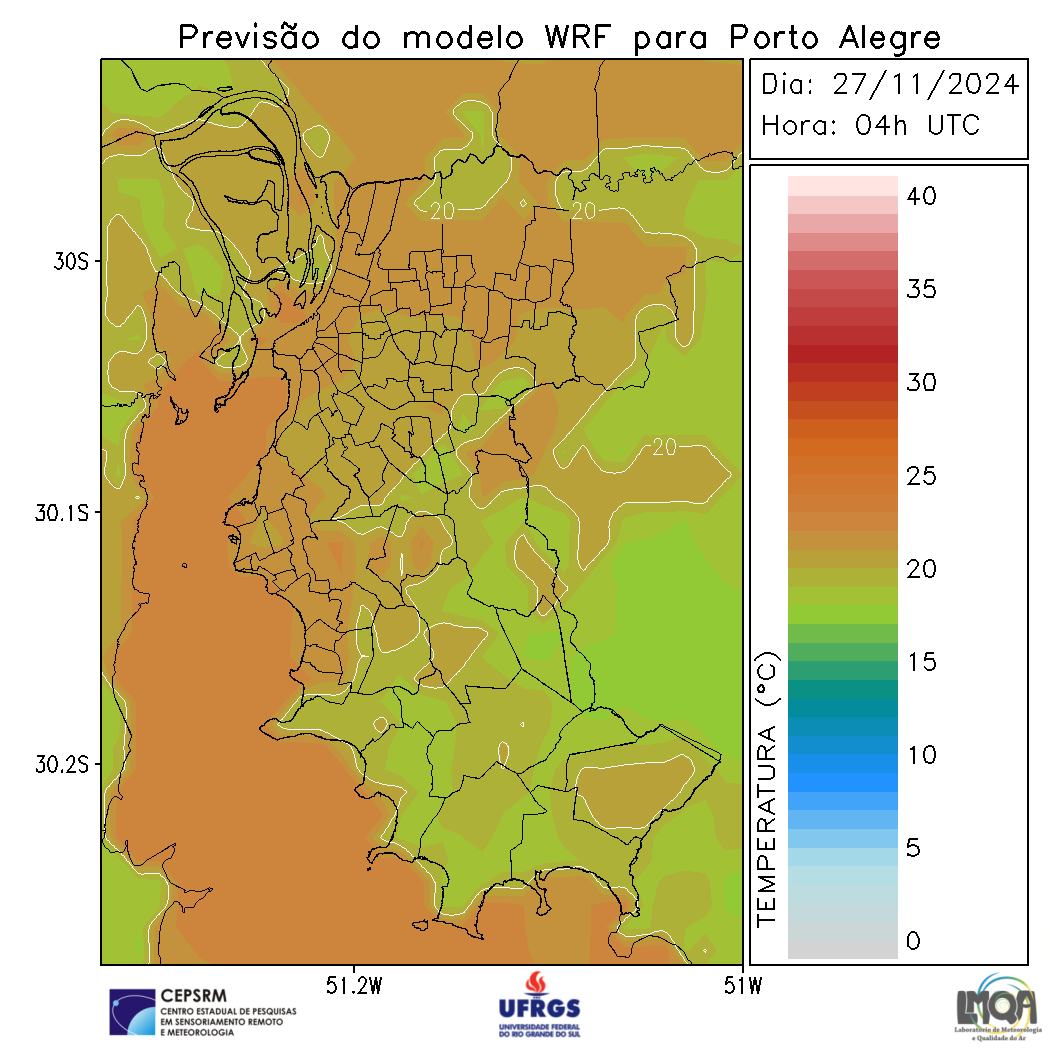 Previsão do modelo WRF para Porto Alegre
Dia: 27/11/2024
Hora: 04h UTC
40
35
30
25
20
15
10
5
0
TEMPERATURA (°C)
20
20
20
30S
30.1S
30.2S
51.2W
51W
CEPSRM
CENTRO ESTADUAL DE PESQUISAS
EM SENSORIAMENTO REMOTO
E METEOROLOGIA
UFRGS
UNIVERSIDADE FEDERAL
DO RIO GRANDE DO SUL
LMQA
Laboratório de Meteorologia
e Qualidade do Ar